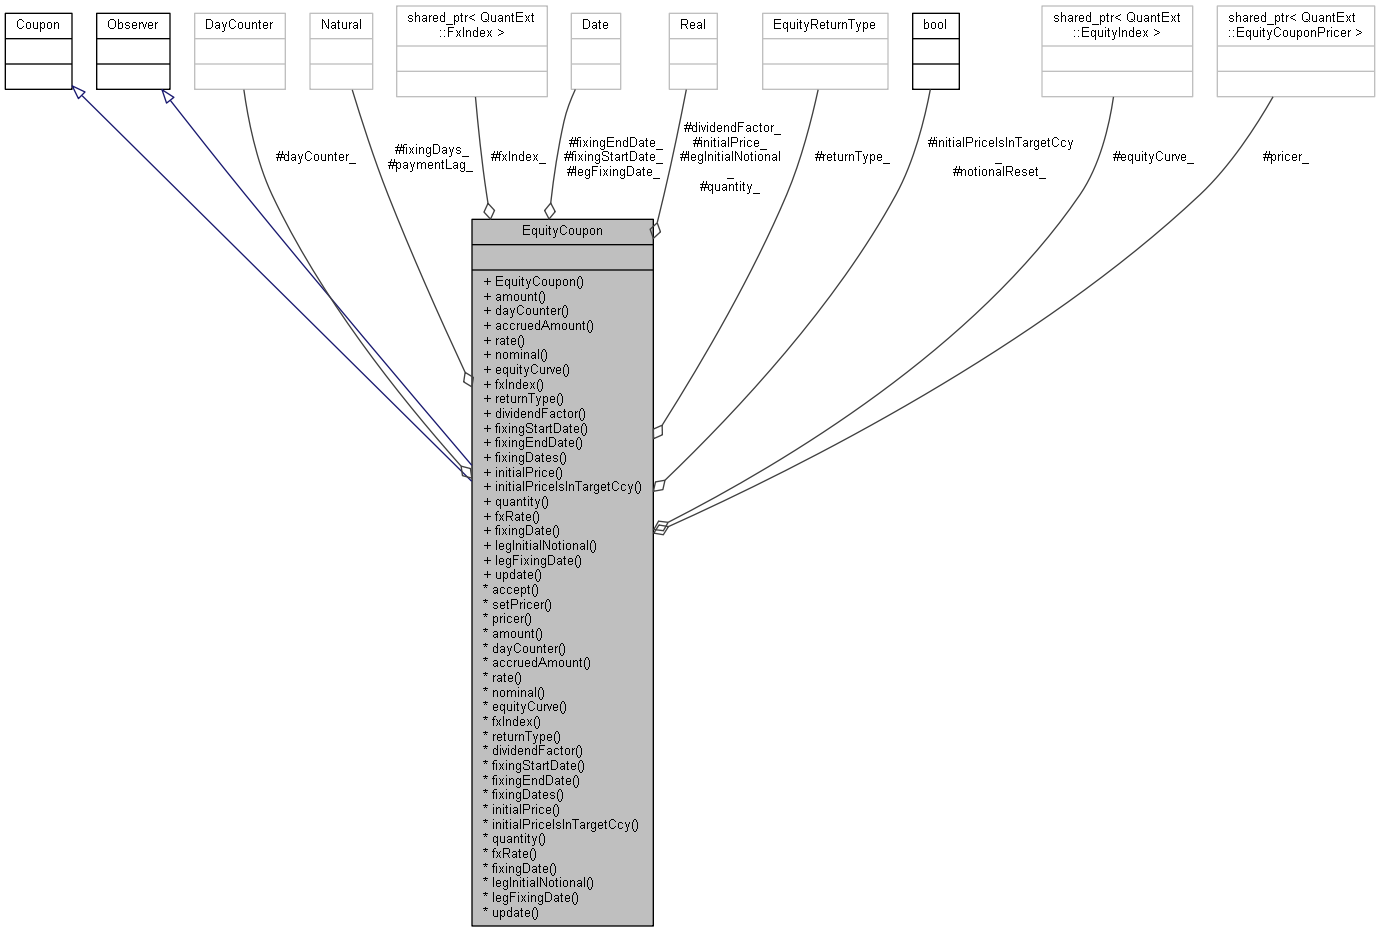 Coupon
Observer
DayCounter
Natural
shared_ptr< QuantExt
::FxIndex >
Date
Real
EquityReturnType
bool
shared_ptr< QuantExt
::EquityIndex >
shared_ptr< QuantExt
::EquityCouponPricer >
#dayCounter_
#fixingDays_
#paymentLag_
#fxIndex_
#fixingEndDate_
#fixingStartDate_
#legFixingDate_
#dividendFactor_
#initialPrice_
#legInitialNotional
_
#quantity_
#returnType_
#initialPriceIsInTargetCcy
_
#notionalReset_
#equityCurve_
#pricer_
EquityCoupon
+ EquityCoupon()
+ amount()
+ dayCounter()
+ accruedAmount()
+ rate()
+ nominal()
+ equityCurve()
+ fxIndex()
+ returnType()
+ dividendFactor()
+ fixingStartDate()
+ fixingEndDate()
+ fixingDates()
+ initialPrice()
+ initialPriceIsInTargetCcy()
+ quantity()
+ fxRate()
+ fixingDate()
+ legInitialNotional()
+ legFixingDate()
+ update()
* accept()
* setPricer()
* pricer()
* amount()
* dayCounter()
* accruedAmount()
* rate()
* nominal()
* equityCurve()
* fxIndex()
* returnType()
* dividendFactor()
* fixingStartDate()
* fixingEndDate()
* fixingDates()
* initialPrice()
* initialPriceIsInTargetCcy()
* quantity()
* fxRate()
* fixingDate()
* legInitialNotional()
* legFixingDate()
* update()